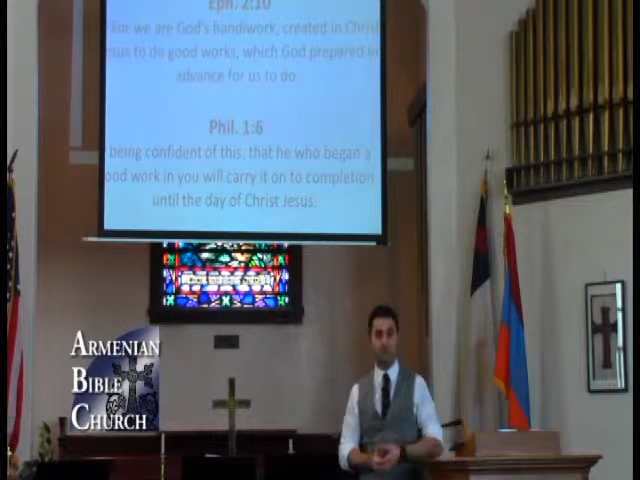 Eph. 2:10
For we are God's handiwork, created in Christ
esus to do good works, which God prepared in
advance for us to do
Phil. 1:6
being confident of this, that he who began a
ood work in you will carry it on to completion
until the day of Christ Jesus.
ARMENIAN
BIBLE
CHURCH